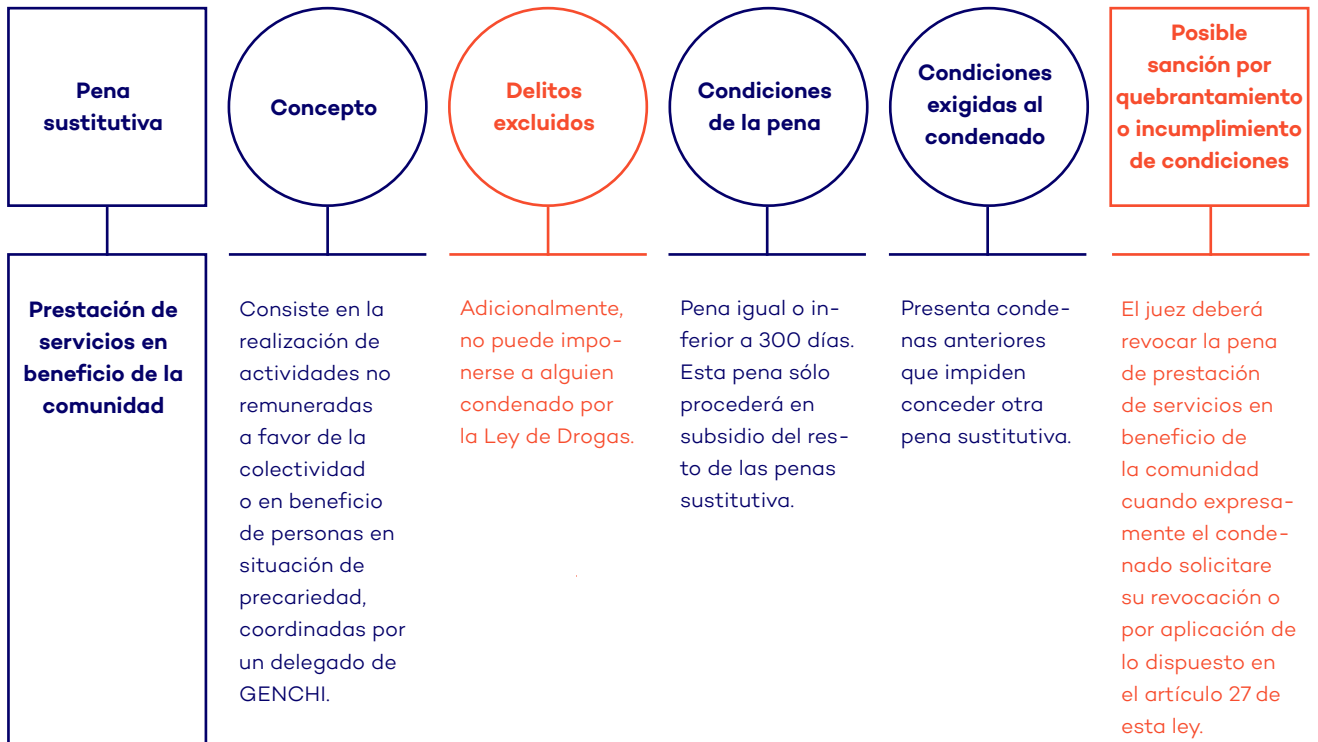 Pena
sustitutiva
Concepto
Delitos
excluidos
Condiciones
de la pena
Condiciones
exigidas al
condenado
Posible
sanción por
quebrantamiento
o incumplimiento
de condiciones
Prestación de
servicios en
beneficio de la
comunidad
Consiste en la
realización de
actividades no
remuneradas
a favor de la
colectividad
o en beneficio
de personas en
situación de
precariedad,
coordinadas por
un delegado de
GENCHI.
Adicionalmente,
no puede impo-
nerse a alguien
condenado por
la Ley de Drogas.
Pena igual o in-
ferior a 300 días.
Esta pena sólo
procederá en
subsidio del res-
to de las penas
sustitutiva.
Presenta conde-
nas anteriores
que impiden
conceder otra
pena sustitutiva.
El juez deberá
revocar la pena
de prestación
de servicios en
beneficio de
la comunidad
cuando expresa-
mente el conde-
nado solicitare
su revocación o
por aplicación de
lo dispuesto en
el artículo 27 de
esta ley.